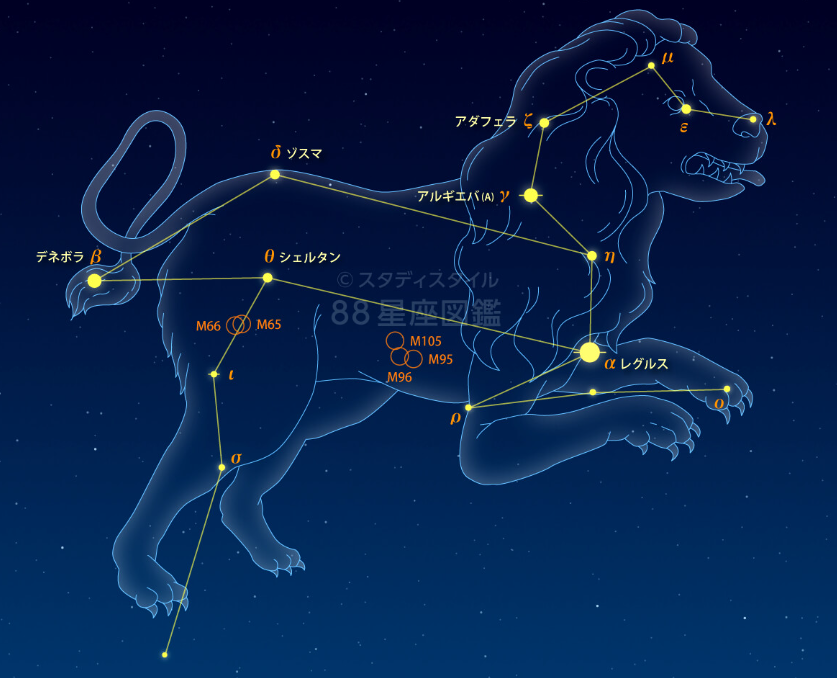 μ
λ
アダフェラ ζ
ε
δ ゾスマ
アルギエバ(A) γ
デネボラ β
θ シェルタン
η
© スタディスタイル
88星座図鑑
M66
M65
M105
M95
M96
α レグルス
ι
ρ
ο
σ